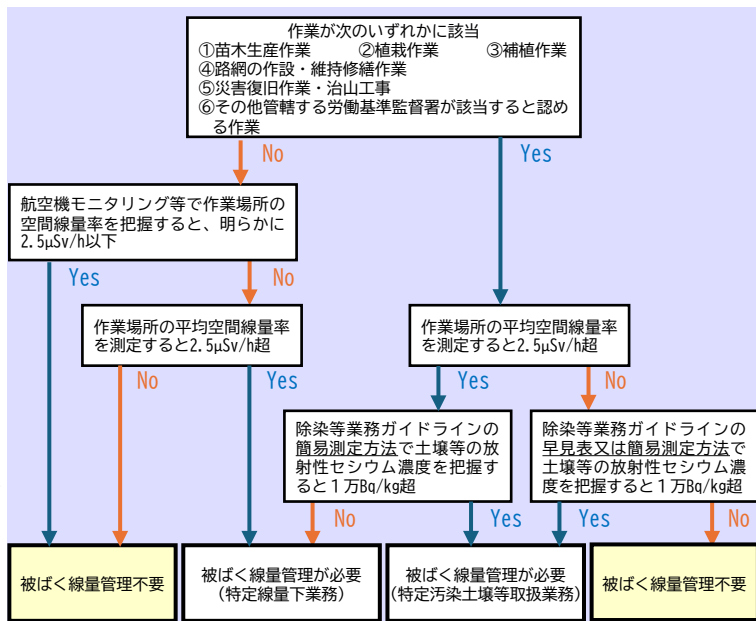 作業が次のいずれかに該当
①苗木生産作業 ②植栽作業 ③補植作業
④路網の作設・維持修繕作業
⑤災害復旧作業・治山工事
⑥その他管轄する労働基準監督署が該当すると認め
る作業
No
Yes
航空機モニタリング等で作業場所の
空間線量率を把握すると、明らかに
2.5μSv/h以下
Yes
No
作業場所の平均空間線量率
を測定すると2.5μSv/h超
作業場所の平均空間線量率
を測定すると2.5μSv/h超
No
Yes
Yes
No
除染等業務ガイドラインの
簡易測定方法で土壌等の放
射性セシウム濃度を把握す
ると１万Bq/kg超
除染等業務ガイドラインの
早見表又は簡易測定方法で
土壌等の放射性セシウム濃
度を把握すると１万Bq/kg超
No
Yes
Yes
No
被ばく線量管理不要
被ばく線量管理が必要
(特定線量下業務)
被ばく線量管理が必要
(特定汚染土壌等取扱業務)
被ばく線量管理不要